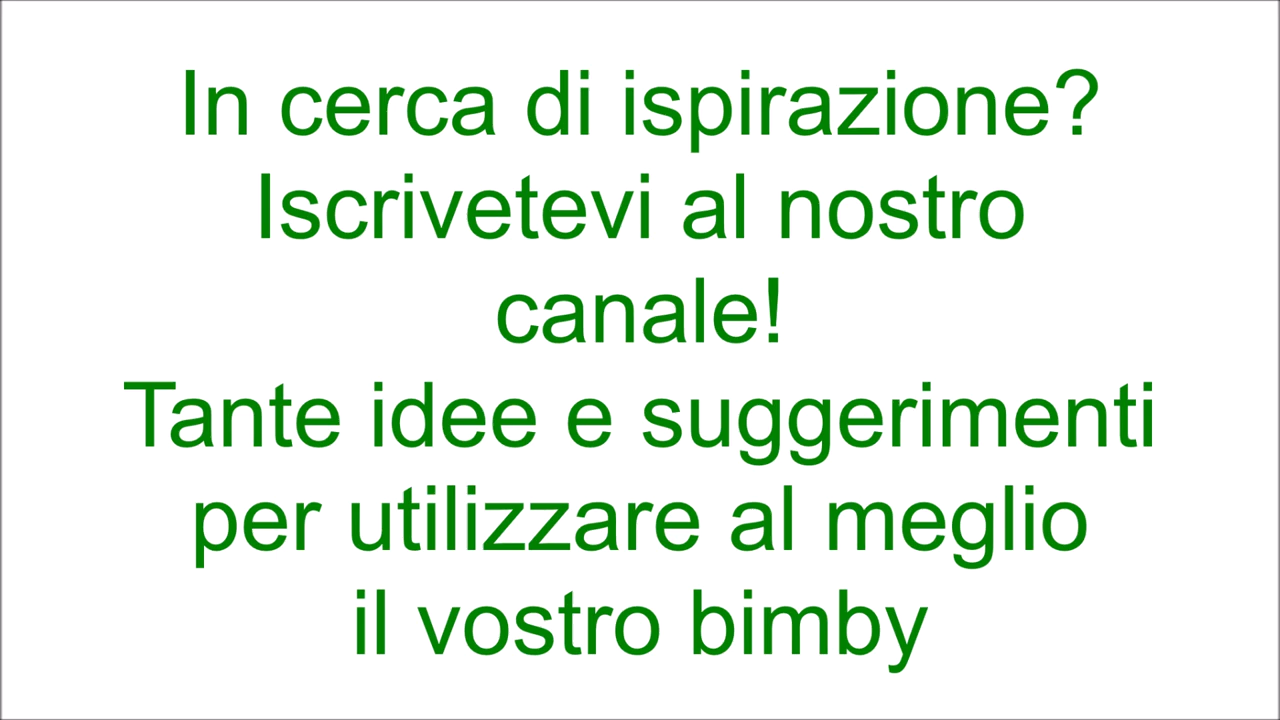 In cerca di ispirazione?
Iscrivetevi al nostro
canale!
Tante idee e suggerimenti
per utilizzare al meglio
il vostro bimby